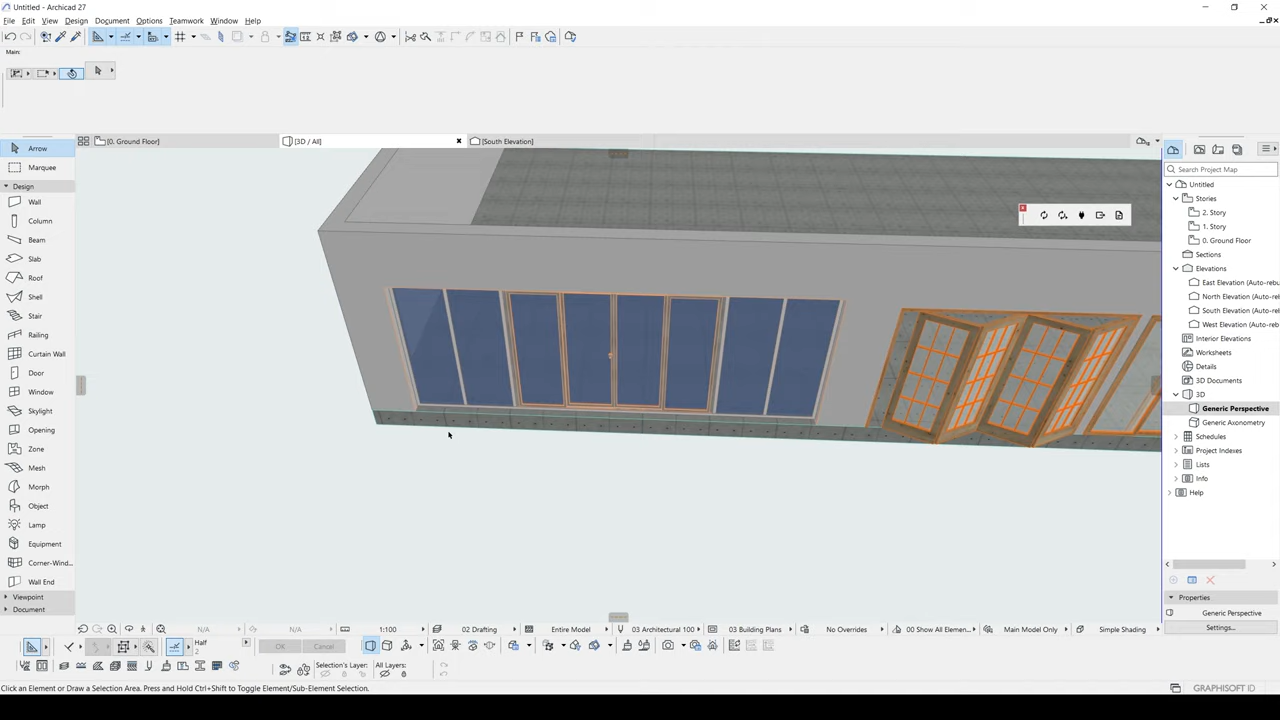 Untitled - Archicad 27
File Edit View Design Document Options Teamwork Window Help
Main:
[0. Ground Floor] [3D / All] [South Elevation]
Arrow
Marquee
Design
Wall
Column
Beam
Slab
Roof
Shell
Stair
Railing
Curtain Wall
Door
Window
Skylight
Opening
Zone
Mesh
Morph
Object
Lamp
Equipment
Corner-Wind...
Wall End
Viewpoint
Document
Search Project Map
Untitled
Stories
2. Story
1. Story
0. Ground Floor
Sections
Elevations
East Elevation (Auto-rebu
North Elevation (Auto-reb
South Elevation (Auto-reb
West Elevation (Auto-reb
Interior Elevations
Worksheets
Details
3D Documents
3D
Generic Perspective
Generic Axonometry
Schedules
Project Indexes
Lists
Info
Help
Properties
Generic Perspective
Settings...
N/A N/A 1:100 02 Drafting Entire Model 03 Architectural 100 03 Building Plans No Overrides 00 Show All Elemen... Main Model Only Simple Shading
Half
2
OK Cancel
Selection's Layer: All Layers:
Click an Element or Draw a Selection Area. Press and Hold Ctrl+Shift to Toggle Element/Sub-Element Selection.
GRAPHISOFT ID